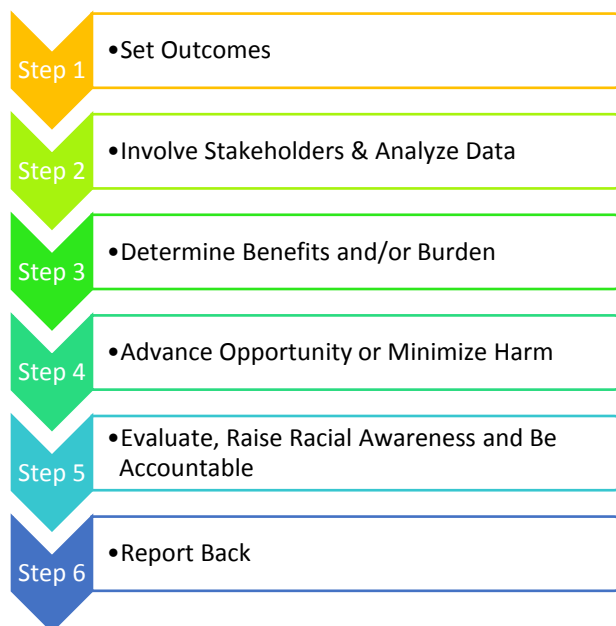 Step 1
•Set Outcomes
Step 2
•Involve Stakeholders & Analyze Data
Step 3
•Determine Benefits and/or Burden
Step 4
•Advance Opportunity or Minimize Harm
Step 5
•Evaluate, Raise Racial Awareness and Be
Accountable
Step 6
•Report Back